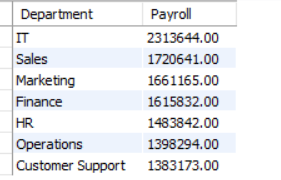 Department Payroll
IT 2313644.00
Sales 1720641.00
Marketing 1661165.00
Finance 1615832.00
HR 1483842.00
Operations 1398294.00
Customer Support 1383173.00